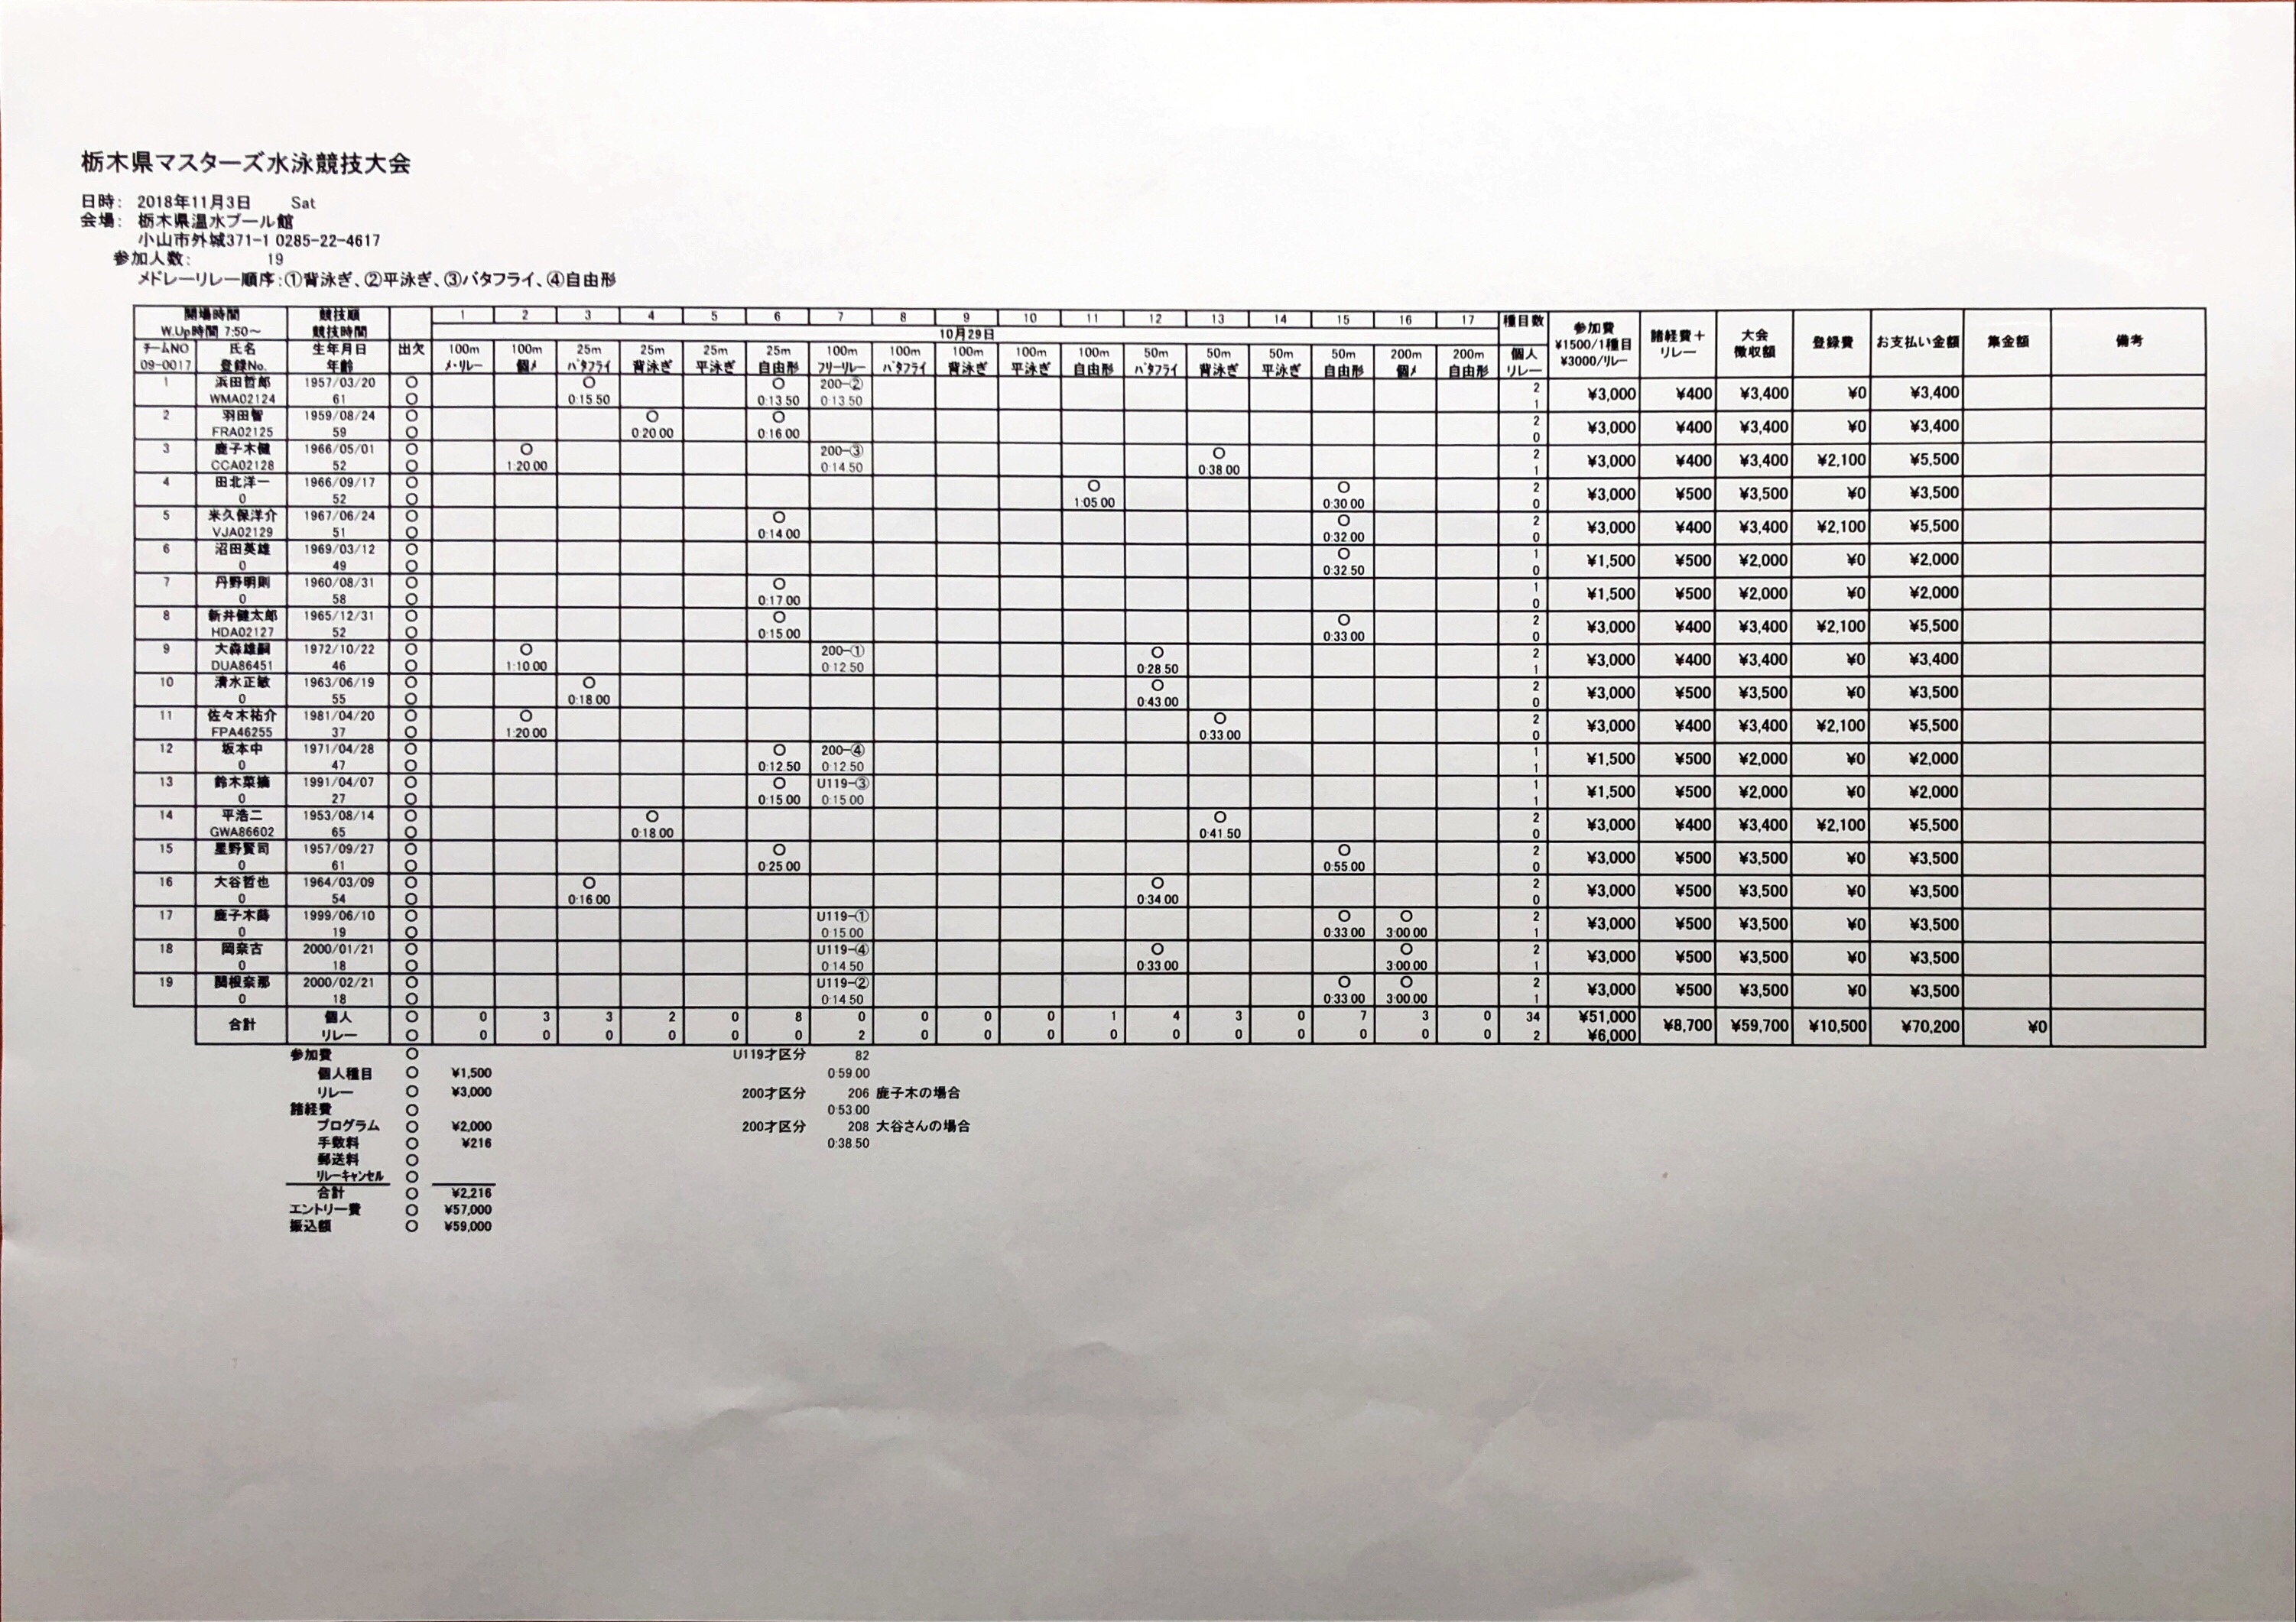 栃木県マスターズ水泳競技大会
日時: 2018年11月3日 Sat
会場: 栃木県温水プール館
小山市外城371-1 0285-22-4617
参加人数: 19
メドレーリレー順序:①背泳ぎ、②平泳ぎ、③バタフライ、④自由形
開場時間 競技順 1 2 3 4 5 6 7 8 9 10 11 12 13 14 15 16 17 種目数 参加費 諸経費+ 大会 登録費 お支払い金額 集金額 備考
W.Up時間 7:50~ 競技時間 10月29日 ¥1500/1種目 リレー 徴収額
チームNO 氏名 生年月日 出欠 100m 100m 25m 25m 25m 25m 100m 100m 100m 100m 100m 50m 50m 50m 50m 200m 200m 個人 ¥3000/リレー
09-0017 登録No. 年齢 メ・リレー 個メ バタフライ 背泳ぎ 平泳ぎ 自由形 フリーリレー バタフライ 背泳ぎ 平泳ぎ 自由形 バタフライ 背泳ぎ 平泳ぎ 自由形 個メ 自由形 リレー
1 浜田哲郎 1957/03/20 ○ ○ ○ 200-② 2 ¥3,000 ¥400 ¥3,400 ¥0 ¥3,400
WMA02124 61 ○ 0:15.50 0:13.50 0:13.50 1
2 羽田智 1959/08/24 ○ ○ ○ 2 ¥3,000 ¥400 ¥3,400 ¥0 ¥3,400
FRA02125 59 ○ 0:20.00 0:16.00 0
3 鹿子木健 1966/05/01 ○ ○ 200-③ ○ 2 ¥3,000 ¥400 ¥3,400 ¥2,100 ¥5,500
CCA02128 52 ○ 1:20.00 0:14.50 0:38.00 1
4 田北洋一 1966/09/17 ○ ○ ○ 2 ¥3,000 ¥500 ¥3,500 ¥0 ¥3,500
0 52 ○ 1:05.00 0:30.00 0
5 米久保洋介 1967/06/24 ○ ○ ○ 2 ¥3,000 ¥400 ¥3,400 ¥2,100 ¥5,500
VJA02129 51 ○ 0:14.00 0:32.00 0
6 沼田英雄 1969/03/12 ○ ○ 1 ¥1,500 ¥500 ¥2,000 ¥0 ¥2,000
0 49 ○ 0:32.50 0
7 丹野明則 1960/08/31 ○ ○ 1 ¥1,500 ¥500 ¥2,000 ¥0 ¥2,000
0 58 ○ 0:17.00 0
8 新井健太郎 1965/12/31 ○ ○ ○ 2 ¥3,000 ¥400 ¥3,400 ¥2,100 ¥5,500
HDA02127 52 ○ 0:15.00 0:33.00 0
9 大森雄嗣 1972/10/22 ○ ○ 200-① ○ 2 ¥3,000 ¥400 ¥3,400 ¥0 ¥3,400
DUA86451 46 ○ 1:10.00 0:12.50 0:28.50 1
10 清水正敏 1963/06/19 ○ ○ ○ 2 ¥3,000 ¥500 ¥3,500 ¥0 ¥3,500
0 55 ○ 0:18.00 0:43.00 0
11 佐々木祐介 1981/04/20 ○ ○ ○ 2 ¥3,000 ¥400 ¥3,400 ¥2,100 ¥5,500
FPA46255 37 ○ 1:20.00 0:33.00 0
12 坂本中 1971/04/28 ○ ○ 200-④ 1 ¥1,500 ¥500 ¥2,000 ¥0 ¥2,000
0 47 ○ 0:12.50 0:12.50 1
13 鈴木菜摘 1991/04/07 ○ ○ U119-③ 1 ¥1,500 ¥500 ¥2,000 ¥0 ¥2,000
0 27 ○ 0:15.00 0:15.00 1
14 平浩二 1953/08/14 ○ ○ ○ 2 ¥3,000 ¥400 ¥3,400 ¥2,100 ¥5,500
GWA86602 65 ○ 0:18.00 0:41.50 0
15 星野賢司 1957/09/27 ○ ○ ○ 2 ¥3,000 ¥500 ¥3,500 ¥0 ¥3,500
0 61 ○ 0:25.00 0:55.00 0
16 大谷哲也 1964/03/09 ○ ○ ○ 2 ¥3,000 ¥500 ¥3,500 ¥0 ¥3,500
0 54 ○ 0:16.00 0:34.00 0
17 鹿子木 1999/06/10 ○ U119-① ○ ○ 2 ¥3,000 ¥500 ¥3,500 ¥0 ¥3,500
0 19 ○ 0:15.00 0:33.00 3:00.00 1
18 岡奈古 2000/01/21 ○ U119-④ ○ ○ 2 ¥3,000 ¥500 ¥3,500 ¥0 ¥3,500
0 18 ○ 0:14.50 0:33.00 3:00.00 1
19 関根奈那 2000/02/21 ○ U119-② ○ ○ 2 ¥3,000 ¥500 ¥3,500 ¥0 ¥3,500
0 18 ○ 0:14.50 0:33.00 3:00.00 1
合計 個人 ○ 0 3 3 2 0 8 0 0 0 0 1 4 3 0 7 3 0 34 ¥51,000 ¥8,700 ¥59,700 ¥10,500 ¥70,200 ¥0
リレー ○ 0 0 0 0 0 0 2 0 0 0 0 0 0 0 0 0 0 2 ¥6,000
参加費 ○ U119才区分 82
個人種目 ○ ¥1,500 0:59.00
リレー ○ ¥3,000 200才区分 206 鹿子木の場合
諸経費 ○ 0:53.00
プログラム ○ ¥2,000 200才区分 208 大谷さんの場合
手数料 ○ ¥216 0:38.50
郵送料 ○
リレーキャンセル ○
合計 ○ ¥2,216
エントリー費 ○ ¥57,000
振込額 ○ ¥59,000